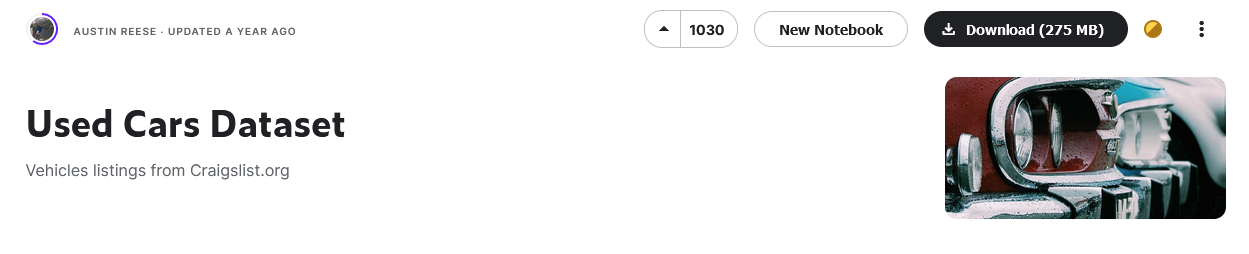 AUSTIN REESE · UPDATED A YEAR AGO
1030
New Notebook
Download (275 MB)
Used Cars Dataset
Vehicles listings from Craigslist.org